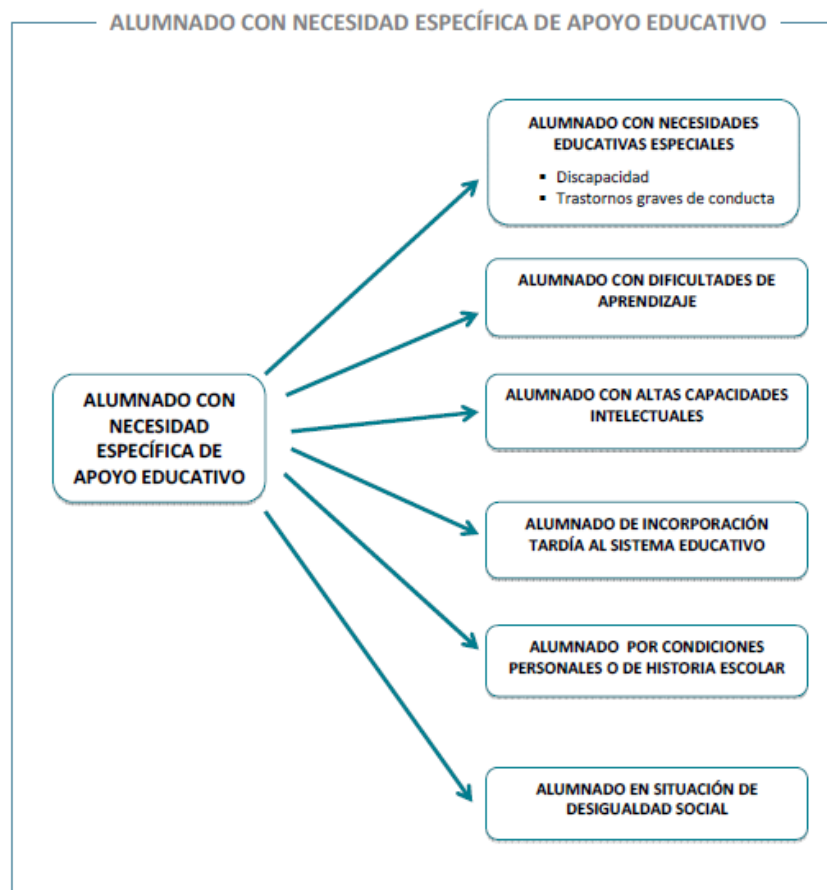 ALUMNADO CON NECESIDAD ESPECÍFICA DE APOYO EDUCATIVO
ALUMNADO CON
NECESIDAD
ESPECÍFICA DE
APOYO EDUCATIVO
ALUMNADO CON NECESIDADES
EDUCATIVAS ESPECIALES
▪ Discapacidad
▪ Trastornos graves de conducta
ALUMNADO CON DIFICULTADES DE
APRENDIZAJE
ALUMNADO CON ALTAS CAPACIDADES
INTELECTUALES
ALUMNADO DE INCORPORACIÓN
TARDÍA AL SISTEMA EDUCATIVO
ALUMNADO POR CONDICIONES
PERSONALES O DE HISTORIA ESCOLAR
ALUMNADO EN SITUACIÓN DE
DESIGUALDAD SOCIAL